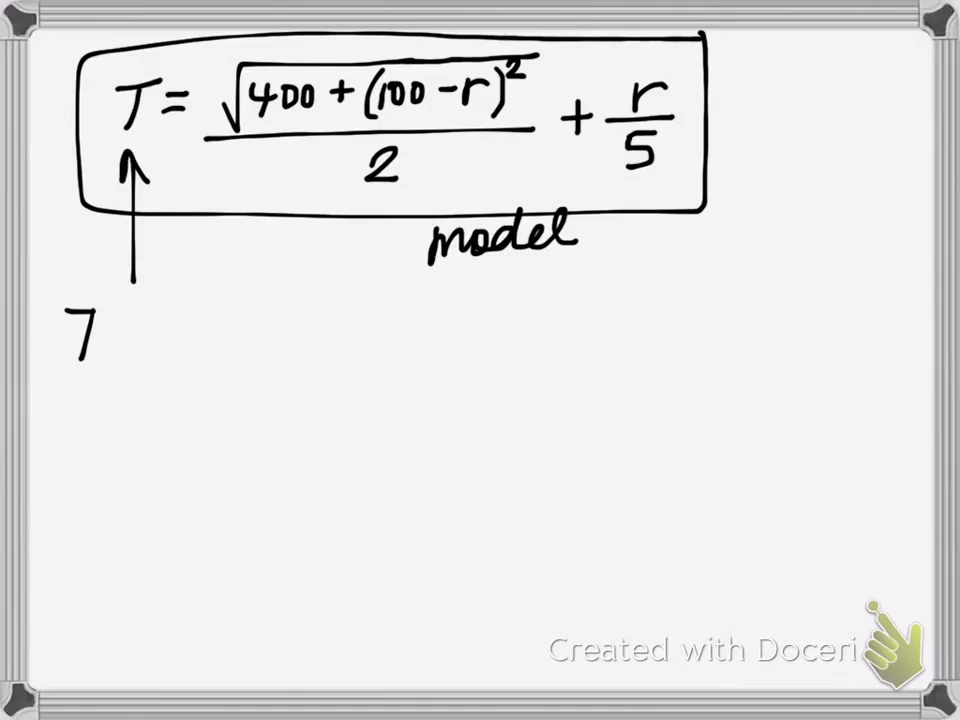 T = √(400 + (100 - r)²) / 2 + r/5
model
7
Created with Doceri